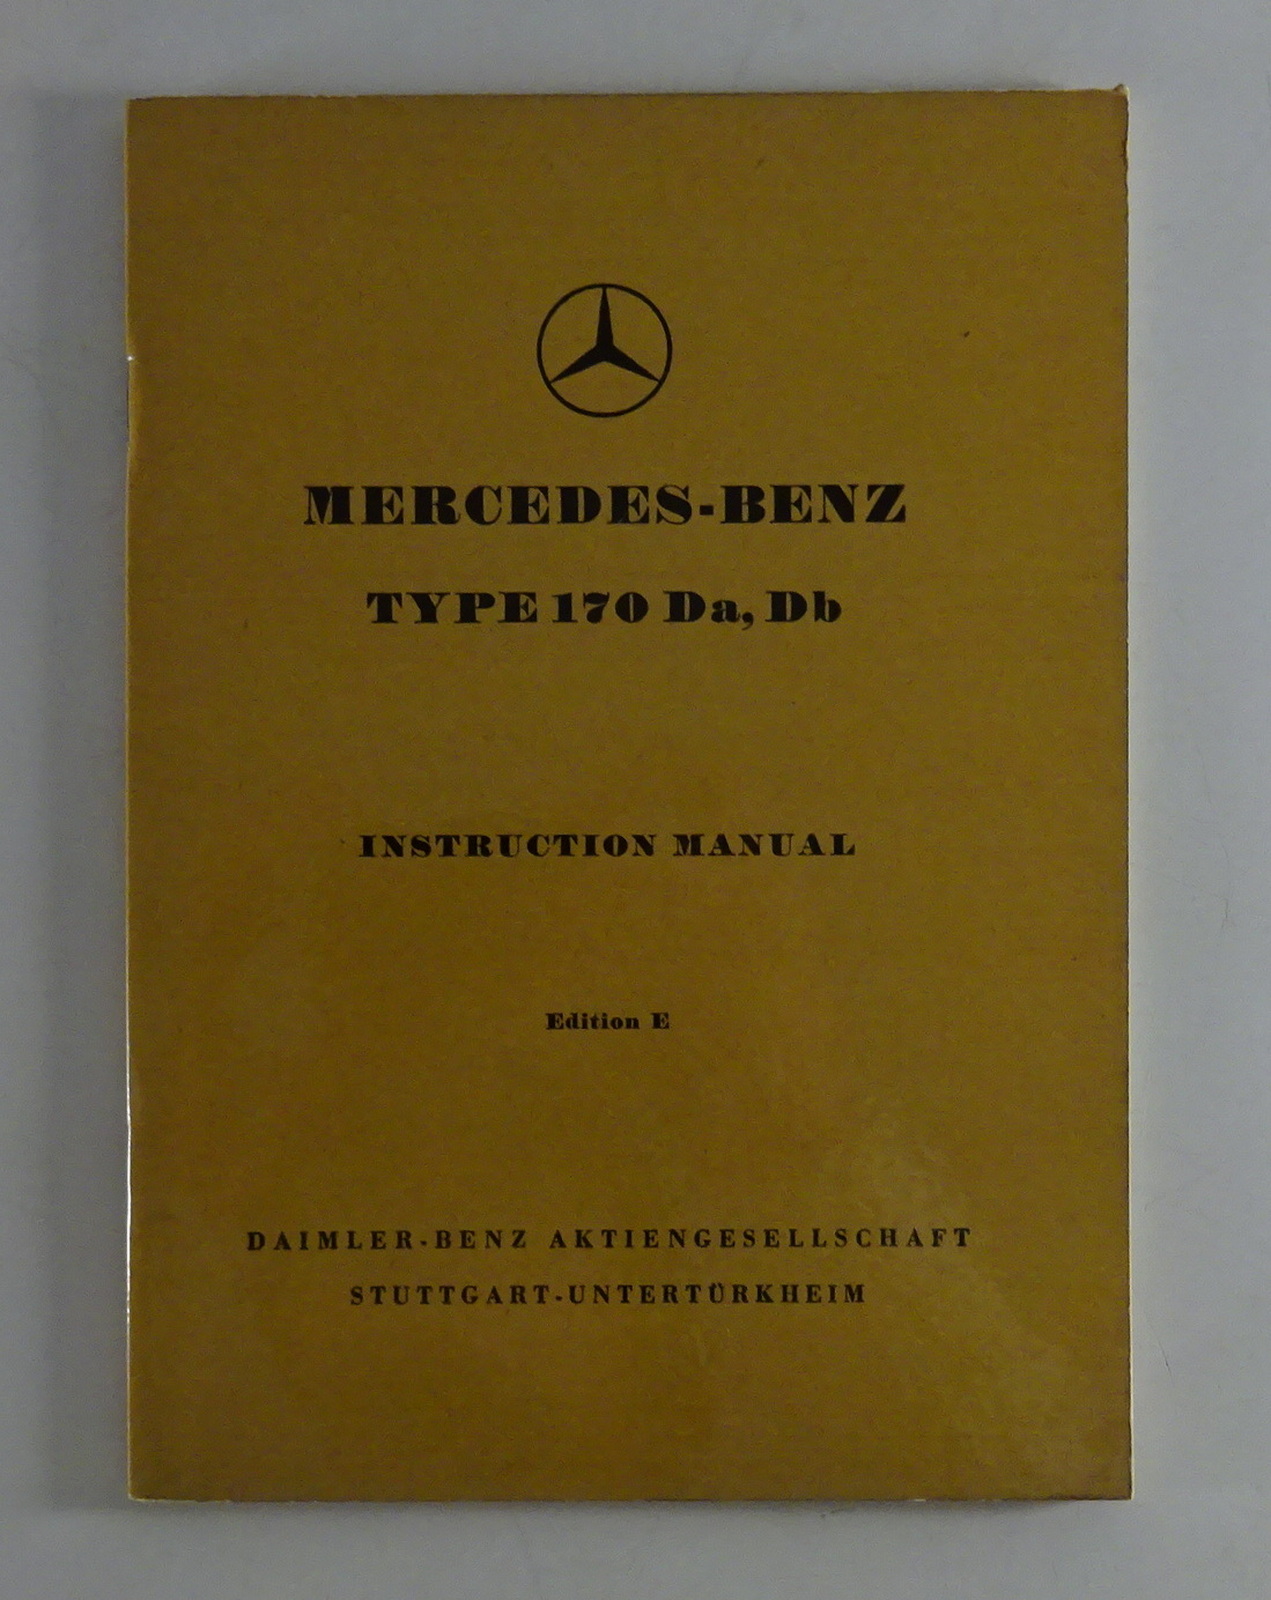 MERCEDES-BENZ
TYPE 170 Da, Db
INSTRUCTION MANUAL
Edition E
DAIMLER-BENZ AKTIENGESELLSCHAFT
STUTTGART-UNTERTÜRKHEIM